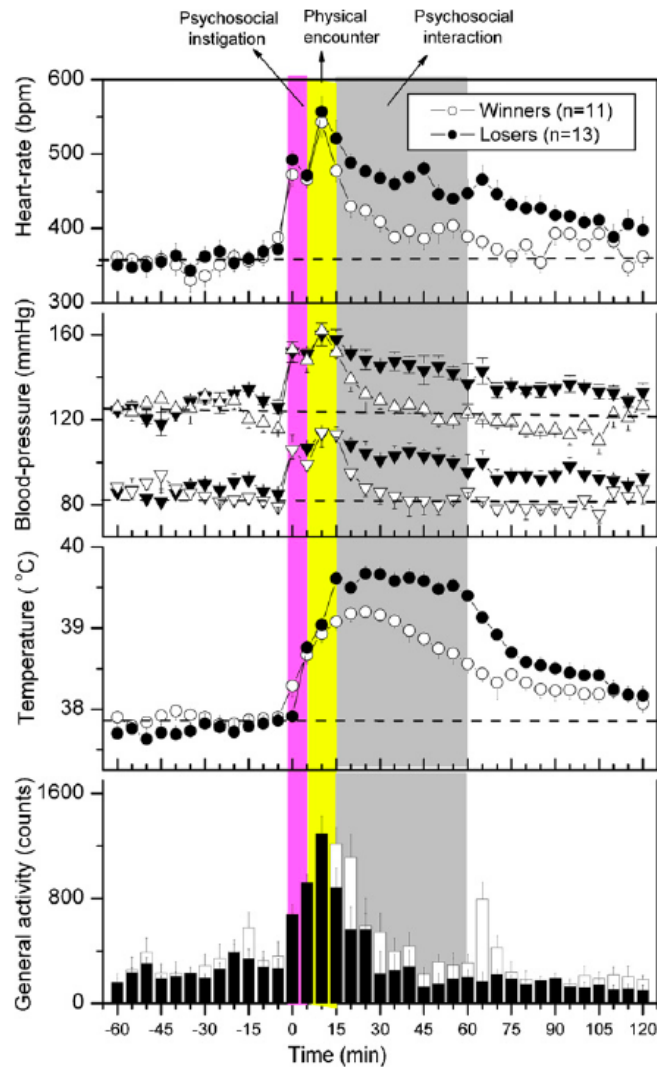 Psychosocial instigation
Physical encounter
Psychosocial interaction
Heart-rate (bpm)
600
500
400
300
Winners (n=11)
Losers (n=13)
Blood-pressure (mmHg)
160
120
80
Temperature ( °C)
40
39
38
General activity (counts)
1600
800
0
-60 -45 -30 -15 0 15 30 45 60 75 90 105 120
Time (min)